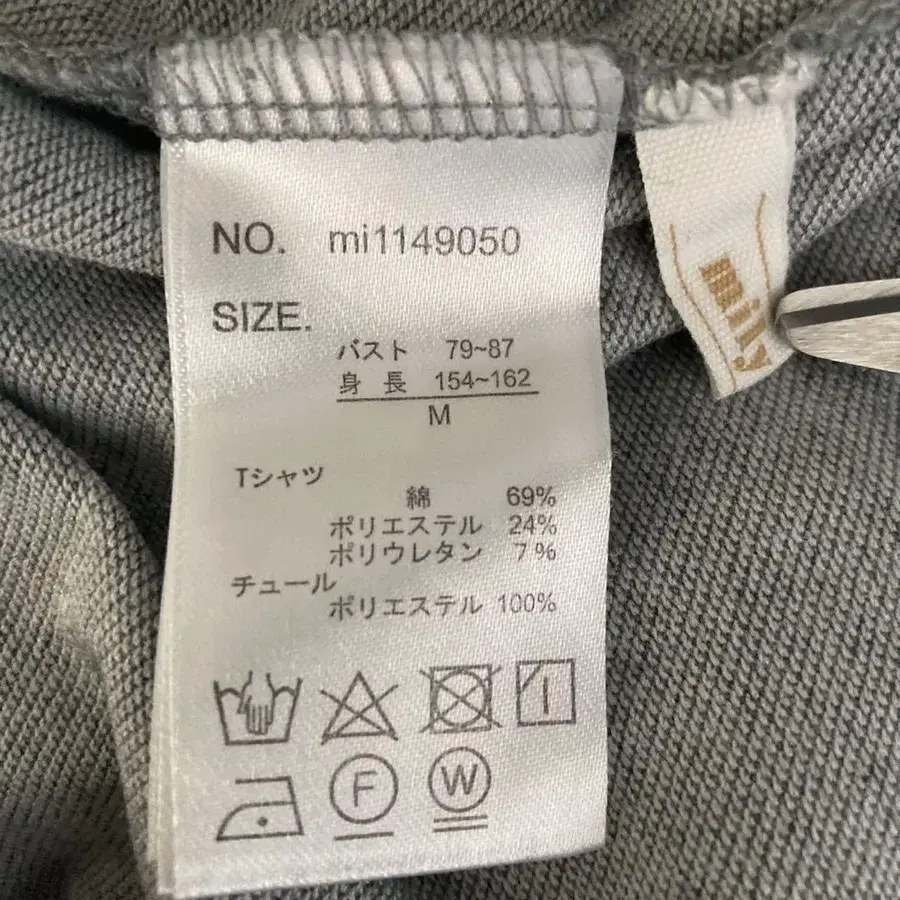 NO. mi1149050
SIZE.
バスト 79~87
身長 154~162
M
Tシャツ
綿 69%
ポリエステル 24%
ポリウレタン 7%
チュール
ポリエステル 100%
F
W
mily